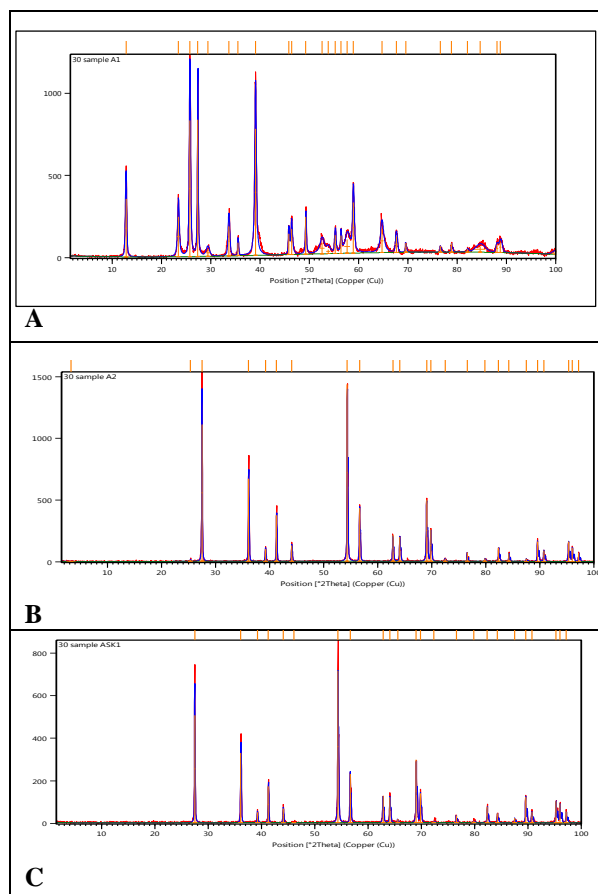 30 sample A1
1000
500
0
10 20 30 40 50 60 70 80 90 100
Position [°2Theta] (Copper (Cu))
A
30 sample A2
1500
1000
500
0
10 20 30 40 50 60 70 80 90 100
Position [°2Theta] (Copper (Cu))
B
30 sample ASK1
800
600
400
200
0
10 20 30 40 50 60 70 80 90 100
Position [°2Theta] (Copper (Cu))
C